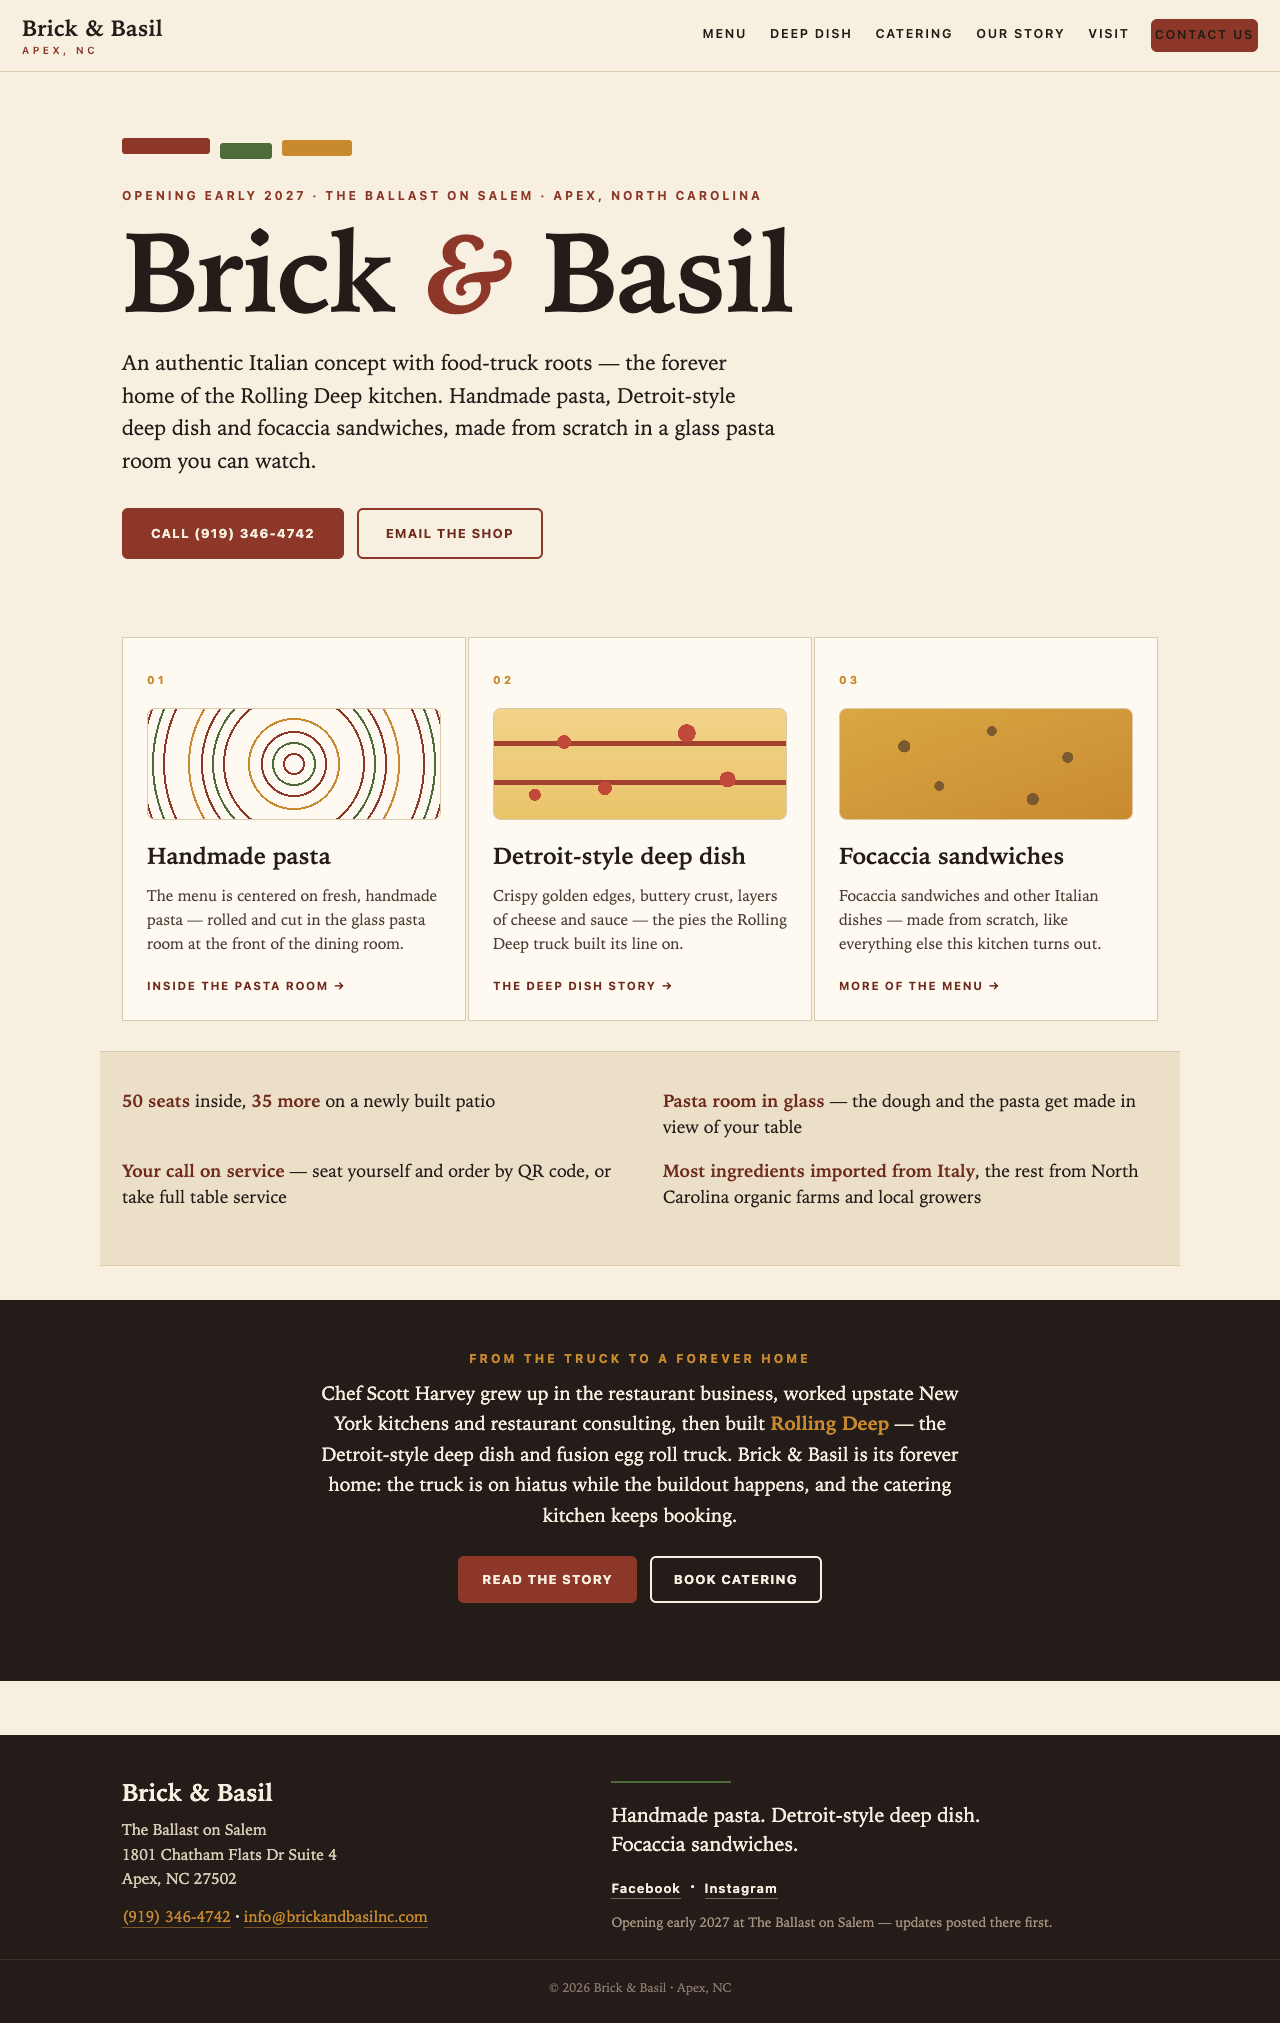 Brick & Basil
APEX, NC
MENU DEEP DISH CATERING OUR STORY VISIT CONTACT US
OPENING EARLY 2027 · THE BALLAST ON SALEM · APEX, NORTH CAROLINA
Brick & Basil
An authentic Italian concept with food-truck roots — the forever
home of the Rolling Deep kitchen. Handmade pasta, Detroit-style
deep dish and focaccia sandwiches, made from scratch in a glass pasta
room you can watch.
CALL (919) 346-4742 EMAIL THE SHOP
01
Handmade pasta
The menu is centered on fresh, handmade
pasta — rolled and cut in the glass pasta
room at the front of the dining room.
INSIDE THE PASTA ROOM →
02
Detroit-style deep dish
Crispy golden edges, buttery crust, layers
of cheese and sauce — the pies the Rolling
Deep truck built its line on.
THE DEEP DISH STORY →
03
Focaccia sandwiches
Focaccia sandwiches and other Italian
dishes — made from scratch, like
everything else this kitchen turns out.
MORE OF THE MENU →
50 seats inside, 35 more on a newly built patio
Pasta room in glass — the dough and the pasta get made in
view of your table
Your call on service — seat yourself and order by QR code, or
take full table service
Most ingredients imported from Italy, the rest from North
Carolina organic farms and local growers
FROM THE TRUCK TO A FOREVER HOME
Chef Scott Harvey grew up in the restaurant business, worked upstate New
York kitchens and restaurant consulting, then built Rolling Deep — the
Detroit-style deep dish and fusion egg roll truck. Brick & Basil is its forever
home: the truck is on hiatus while the buildout happens, and the catering
kitchen keeps booking.
READ THE STORY BOOK CATERING
Brick & Basil
The Ballast on Salem
1801 Chatham Flats Dr Suite 4
Apex, NC 27502
(919) 346-4742 · info@brickandbasilnc.com
Handmade pasta. Detroit-style deep dish.
Focaccia sandwiches.
Facebook · Instagram
Opening early 2027 at The Ballast on Salem — updates posted there first.
© 2026 Brick & Basil · Apex, NC